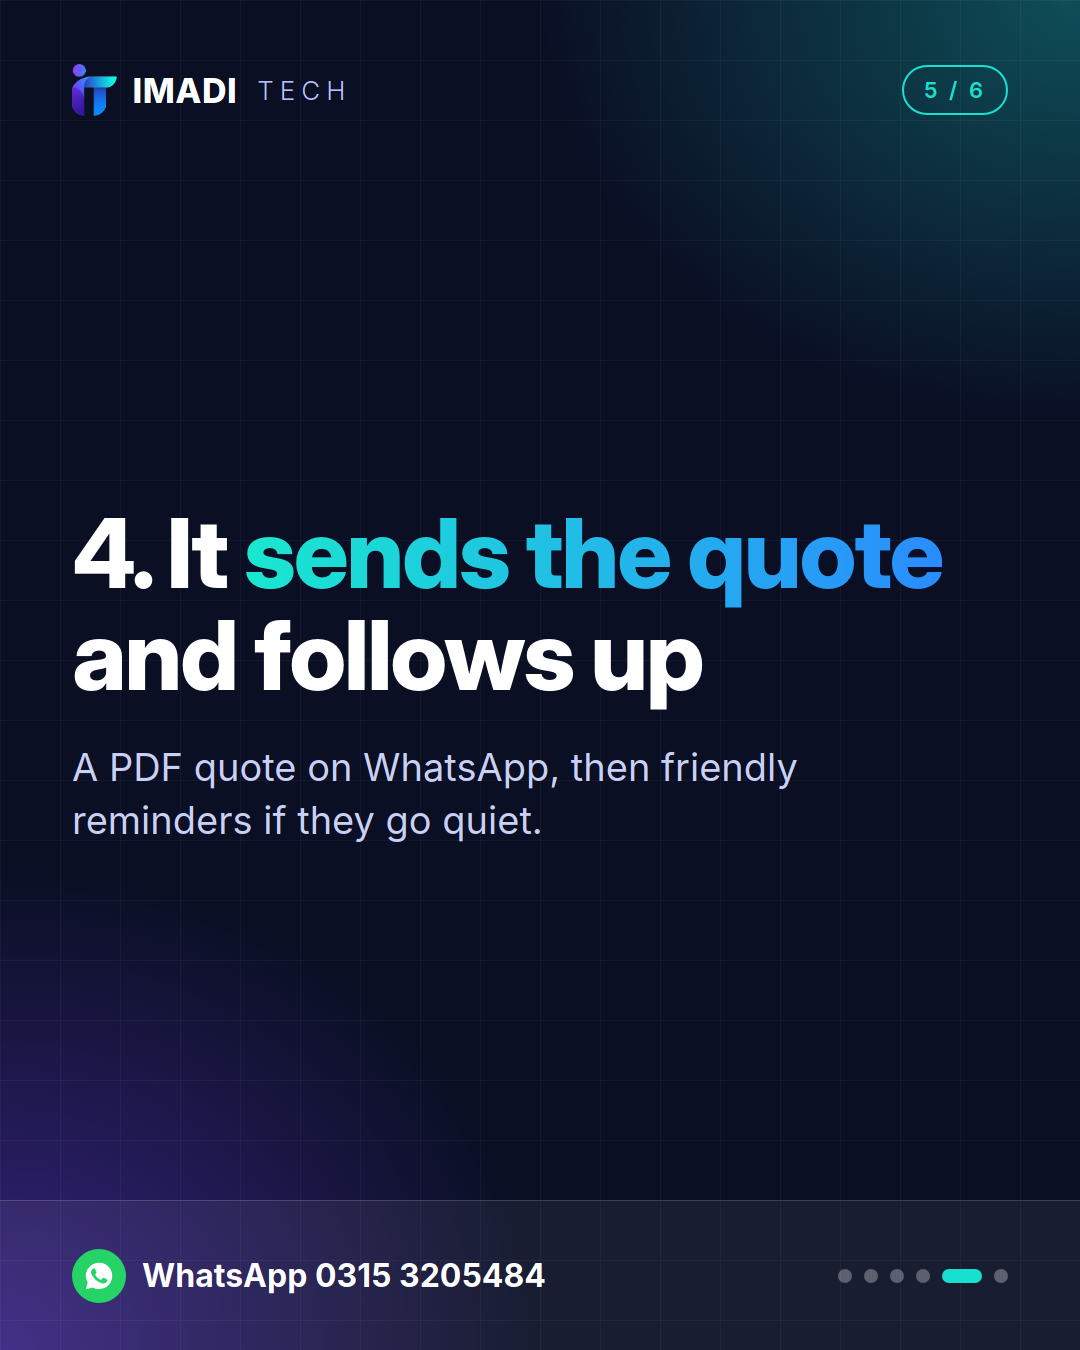 IMADI TECH
5 / 6
4. It sends the quote
and follows up
A PDF quote on WhatsApp, then friendly
reminders if they go quiet.
WhatsApp 0315 3205484